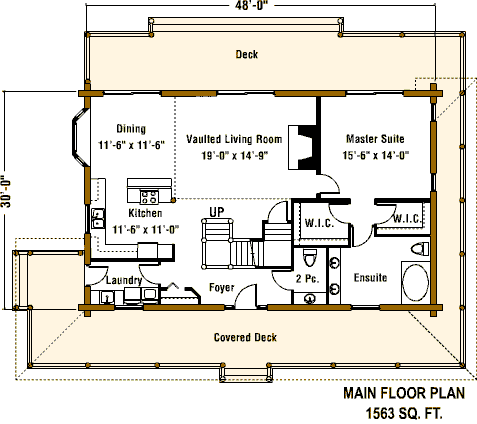 48'-0"
Deck
30'-0"
Dining
11'-6" x 11'-6"
Vaulted Living Room
19'-0" x 14'-9"
Master Suite
15'-6" x 14'-0"
Kitchen
11'-6" x 11'-0"
UP
W.I.C.
W.I.C.
Laundry
Foyer
2 Pc.
Ensuite
Covered Deck
MAIN FLOOR PLAN
1563 SQ. FT.